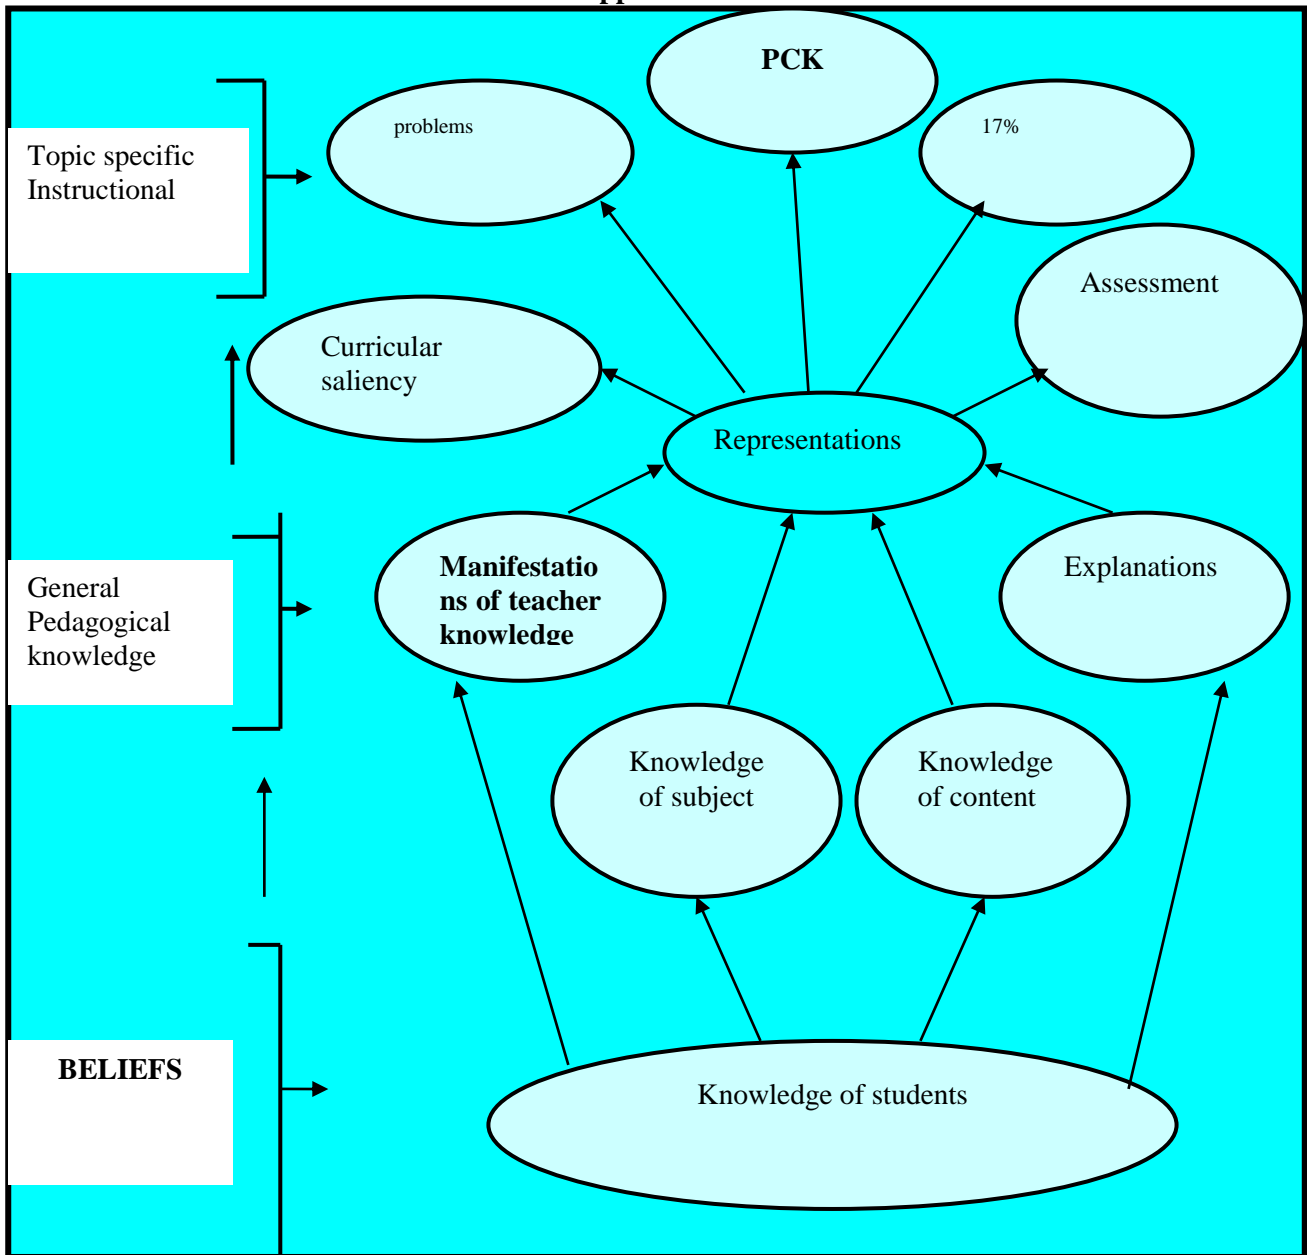 PCK
problems
17%
Topic specific
Instructional
Assessment
Curricular
saliency
Representations
Manifestatio
ns of teacher
knowledge
Explanations
General
Pedagogical
knowledge
Knowledge
of subject
Knowledge
of content
BELIEFS
Knowledge of students